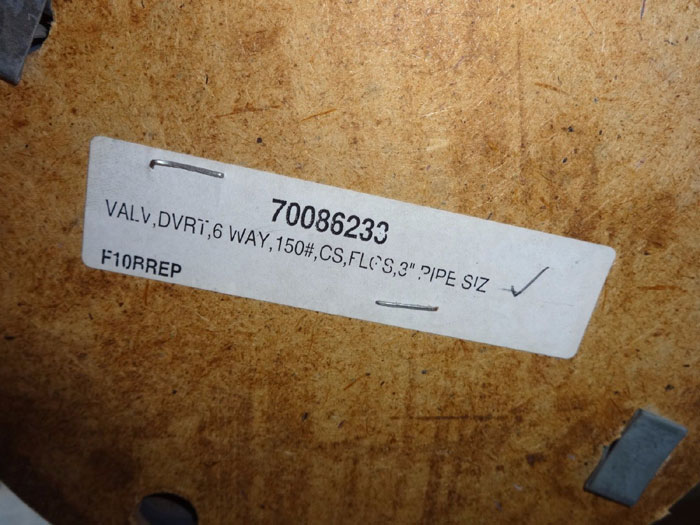 70086233
VALV,DVRT,6 WAY,150#,CS,FLGS,3" PIPE SIZ
F10RREP